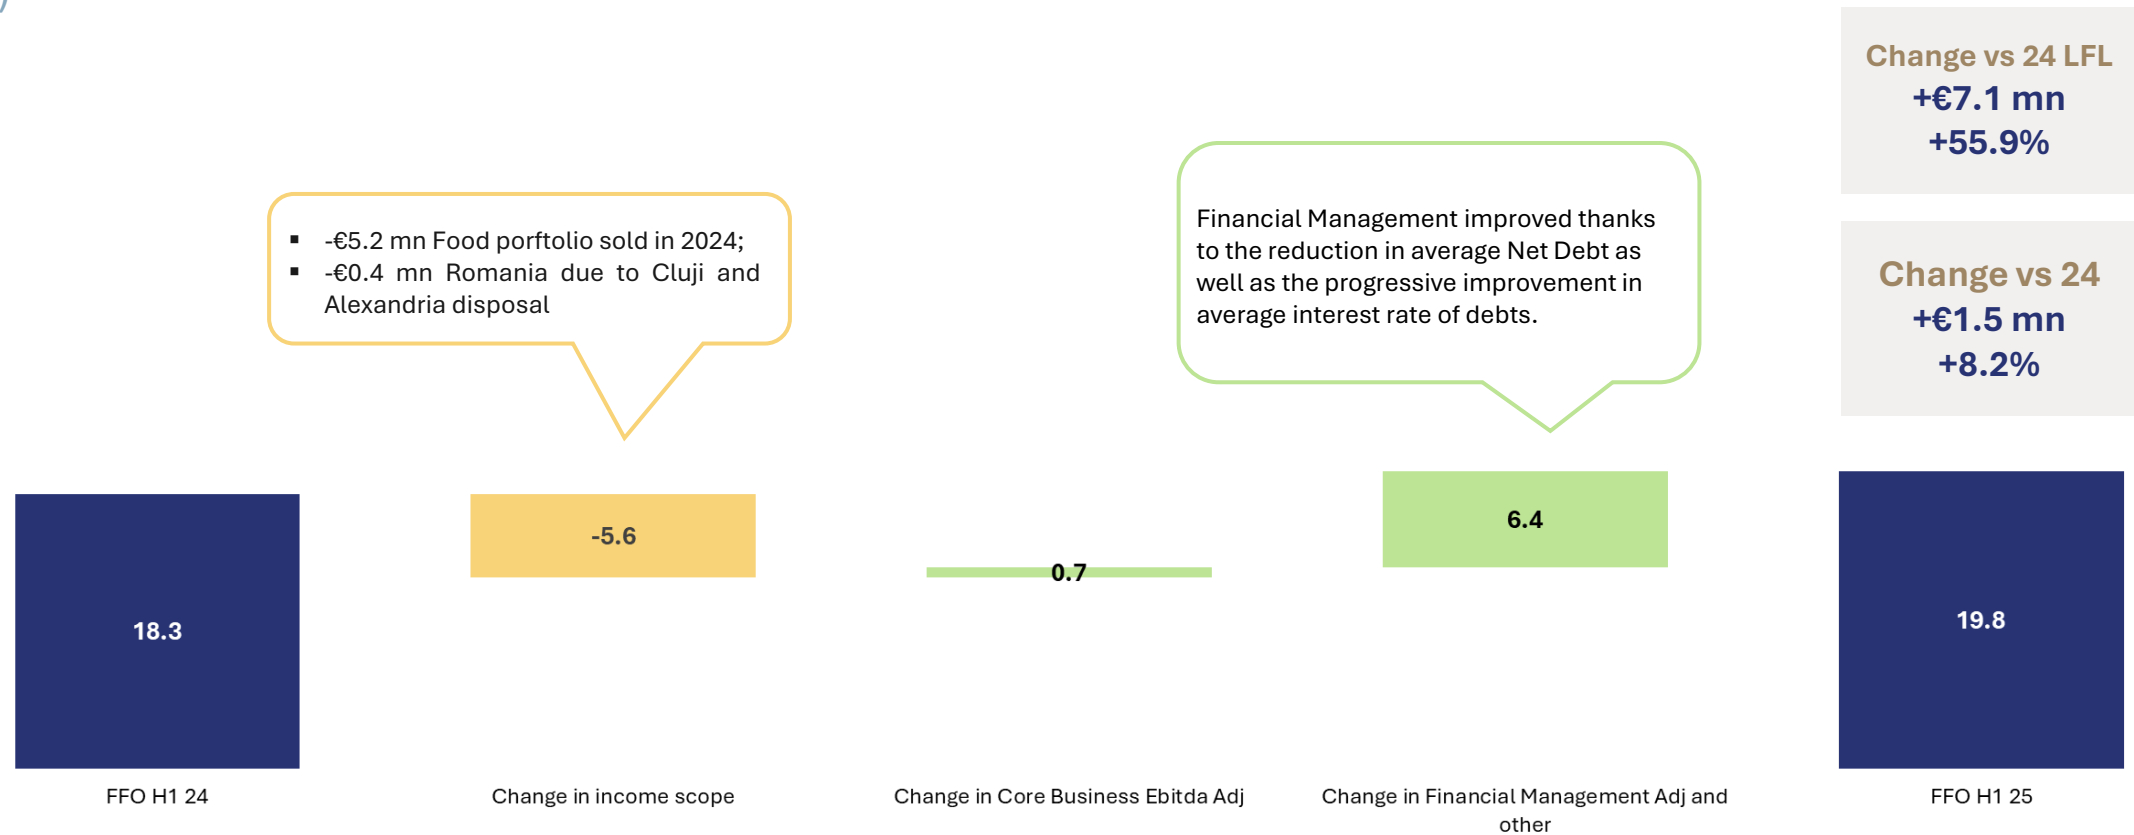 )
Change vs 24 LFL
+€7.1 mn
+55.9%
Change vs 24
+€1.5 mn
+8.2%
▪ -€5.2 mn Food porftolio sold in 2024;
▪ -€0.4 mn Romania due to Cluji and
Alexandria disposal
Financial Management improved thanks
to the reduction in average Net Debt as
well as the progressive improvement in
average interest rate of debts.
18.3
-5.6
0.7
6.4
19.8
FFO H1 24
Change in income scope
Change in Core Business Ebitda Adj
Change in Financial Management Adj and
other
FFO H1 25